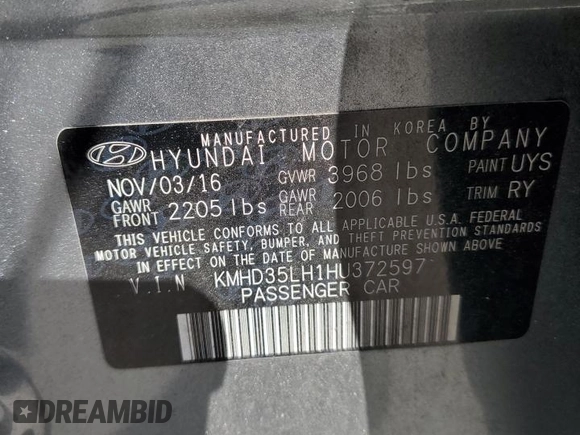 MANUFACTURED IN KOREA BY
HYUNDAI MOTOR COMPANY
NOV/03/16 GVWR 3968 lbs PAINT UYS
GAWR FRONT 2205 lbs GAWR REAR 2006 lbs TRIM RY
THIS VEHICLE CONFORMS TO ALL APPLICABLE U.S.A. FEDERAL
MOTOR VEHICLE SAFETY, BUMPER, AND THEFT PREVENTION STANDARDS
IN EFFECT ON THE DATE OF MANUFACTURE SHOWN ABOVE
V.I.N KMHD35LH1HU372597
PASSENGER CAR
DREAMBID